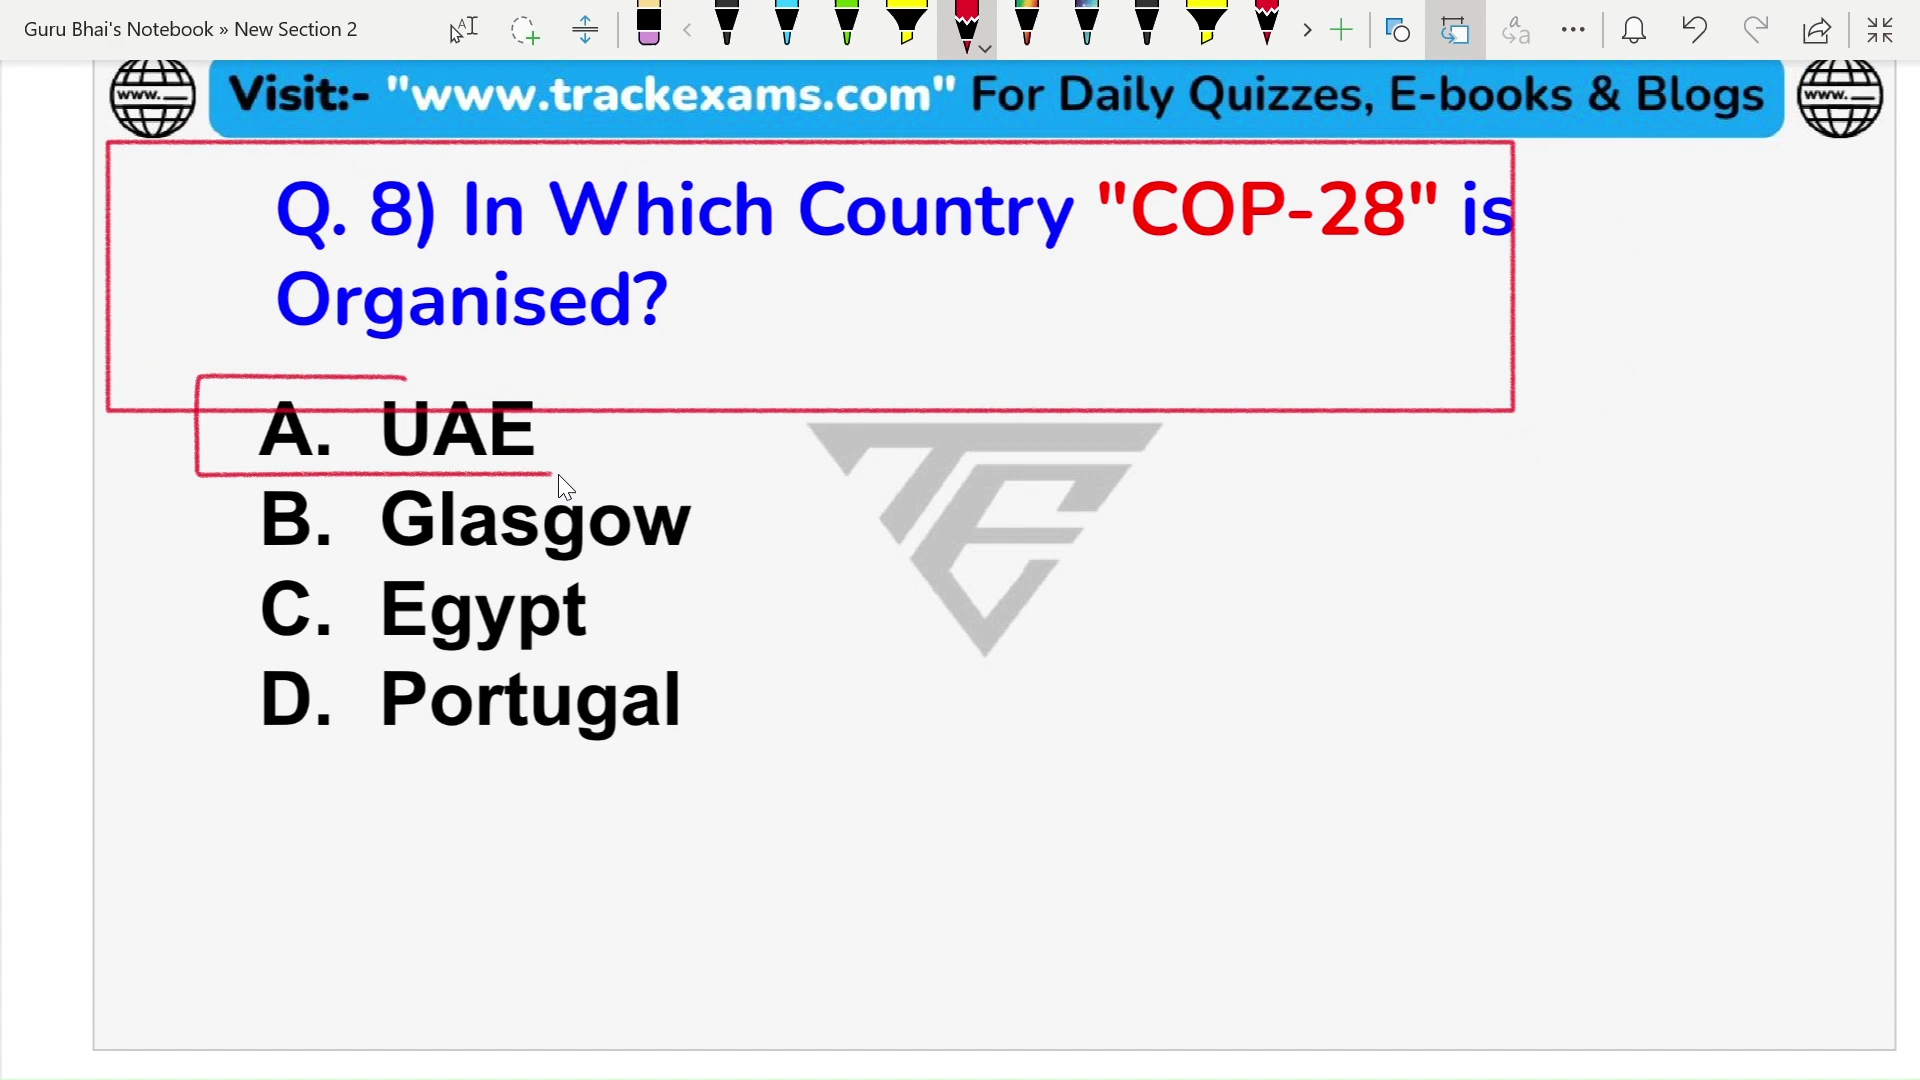 Guru Bhai's Notebook » New Section 2
www.
Visit:- "www.trackexams.com" For Daily Quizzes, E-books & Blogs
www.
Q. 8) In Which Country "COP-28" is
Organised?
A. UAE
B. Glasgow
C. Egypt
D. Portugal